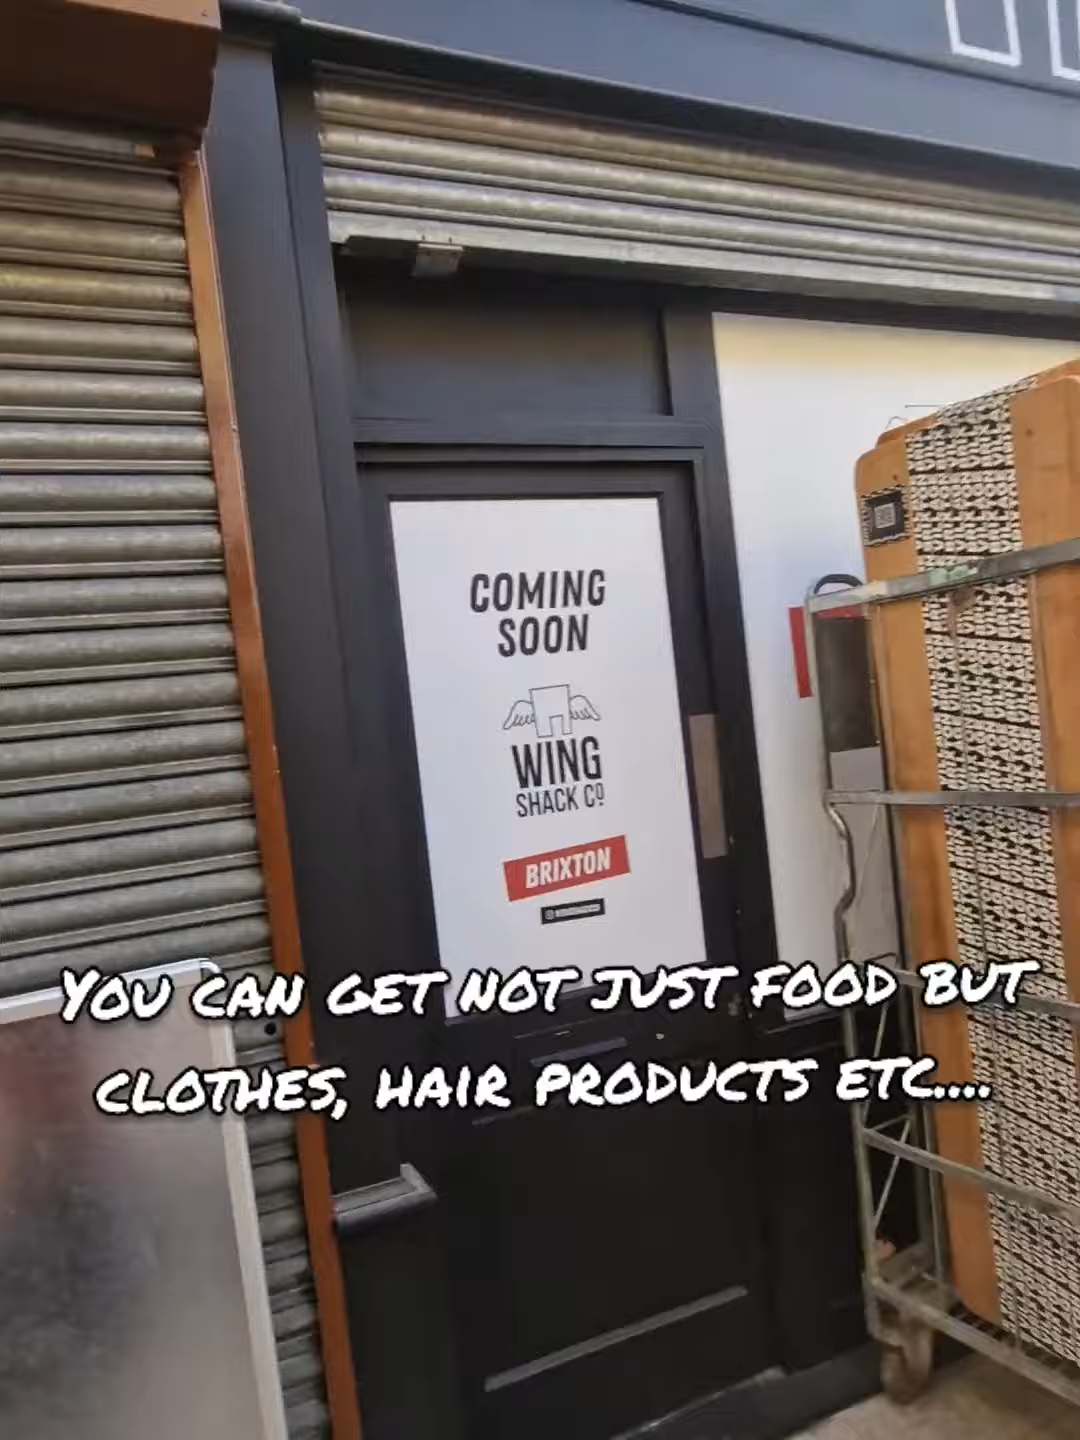 COMING
SOON
WING
SHACK CO
BRIXTON
YOU CAN GET NOT JUST FOOD BUT
CLOTHES, HAIR PRODUCTS ETC....